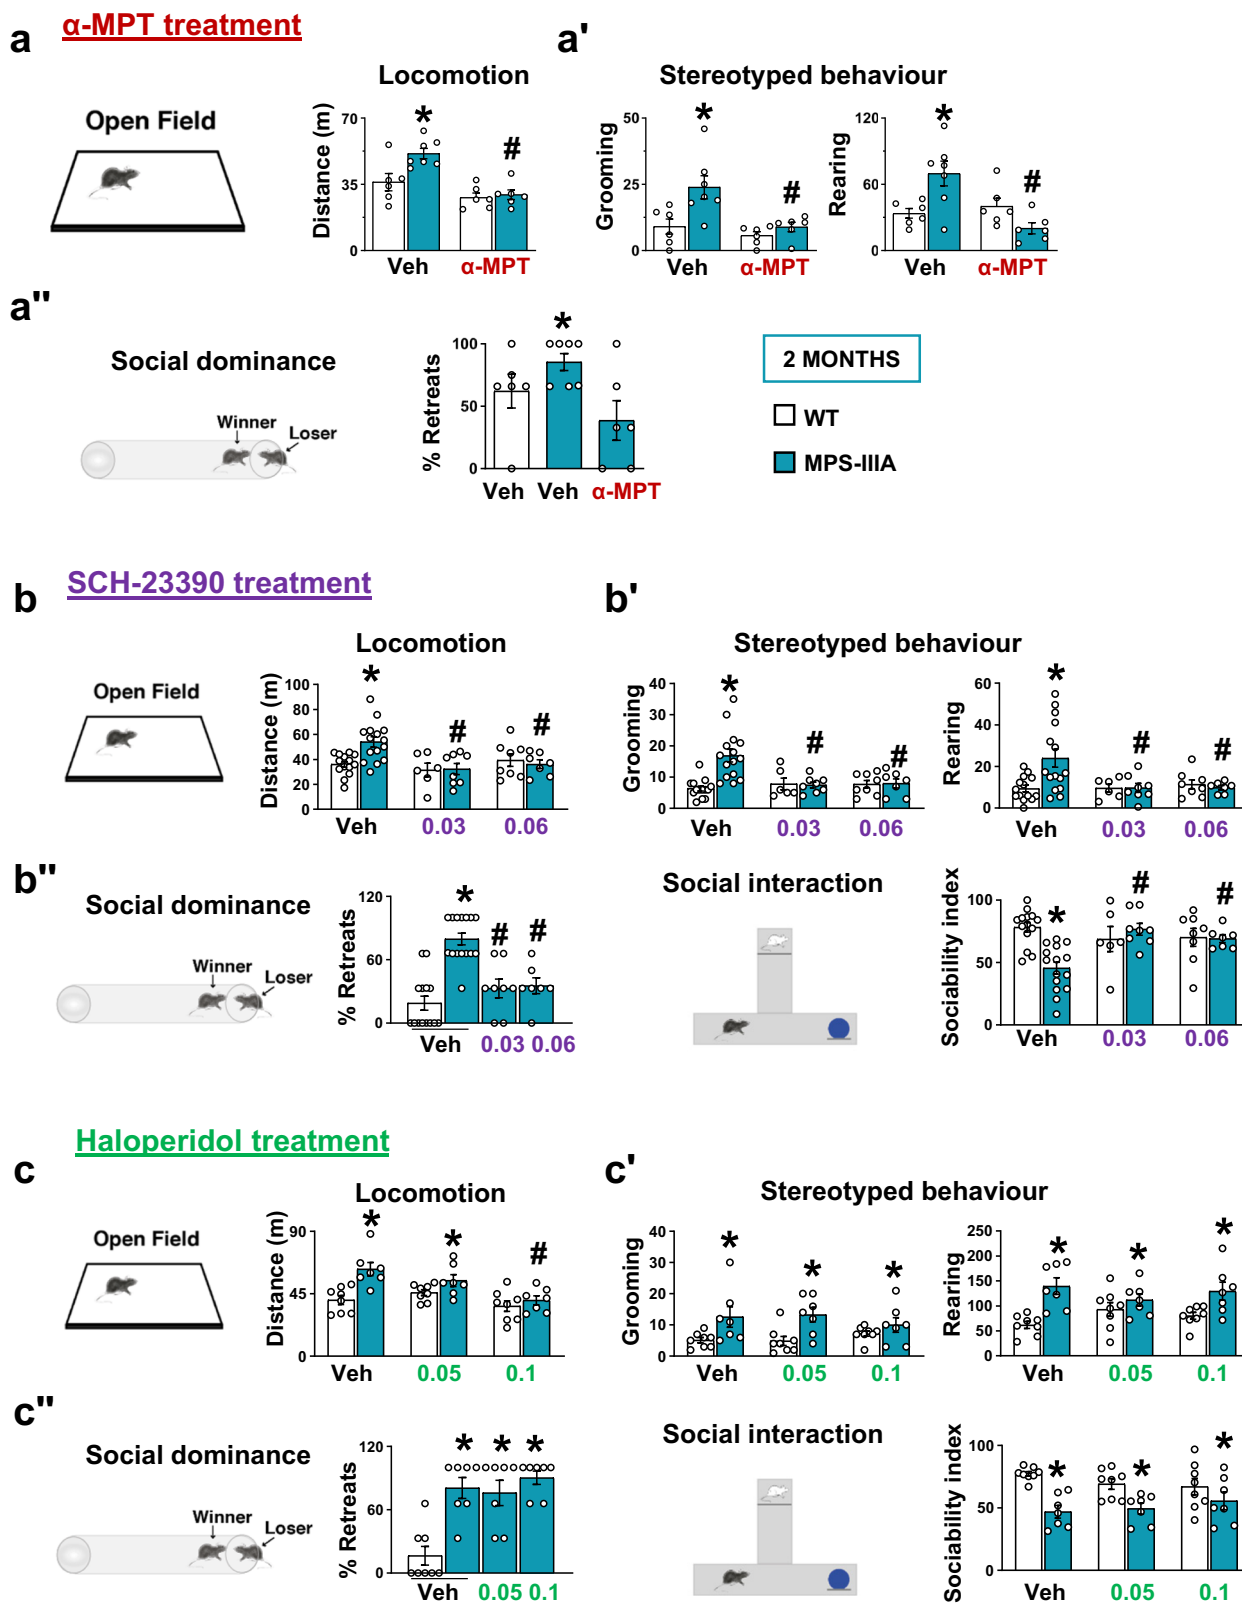 a
α-MPT treatment
a'
Locomotion
Stereotyped behaviour
Open Field
Distance (m)
70
35
0
*
#
Veh
α-MPT
Grooming
50
25
0
*
#
Veh
α-MPT
Rearing
120
60
0
*
#
Veh
α-MPT
a''
Social dominance
Winner
Loser
% Retreats
100
50
0
*
Veh
Veh
α-MPT
2 MONTHS
WT
MPS-IIIA
b
SCH-23390 treatment
b'
Locomotion
Stereotyped behaviour
Open Field
Distance (m)
100
80
60
40
20
0
*
#
#
Veh
0.03
0.06
Grooming
40
30
20
10
0
*
#
#
Veh
0.03
0.06
Rearing
60
40
20
0
*
#
#
Veh
0.03
0.06
b''
Social dominance
Winner
Loser
% Retreats
120
60
0
*
#
#
Veh
0.03 0.06
Social interaction
Sociability index
100
50
0
*
#
#
Veh
0.03
0.06
Haloperidol treatment
c
c'
Locomotion
Stereotyped behaviour
Open Field
Distance (m)
90
45
0
*
*
#
Veh
0.05
0.1
Grooming
40
30
20
10
0
*
*
*
Veh
0.05
0.1
Rearing
250
200
150
100
50
0
*
*
*
Veh
0.05
0.1
c''
Social dominance
Winner
Loser
% Retreats
120
60
0
*
*
*
Veh
0.05 0.1
Social interaction
Sociability index
100
50
0
*
*
*
Veh
0.05
0.1